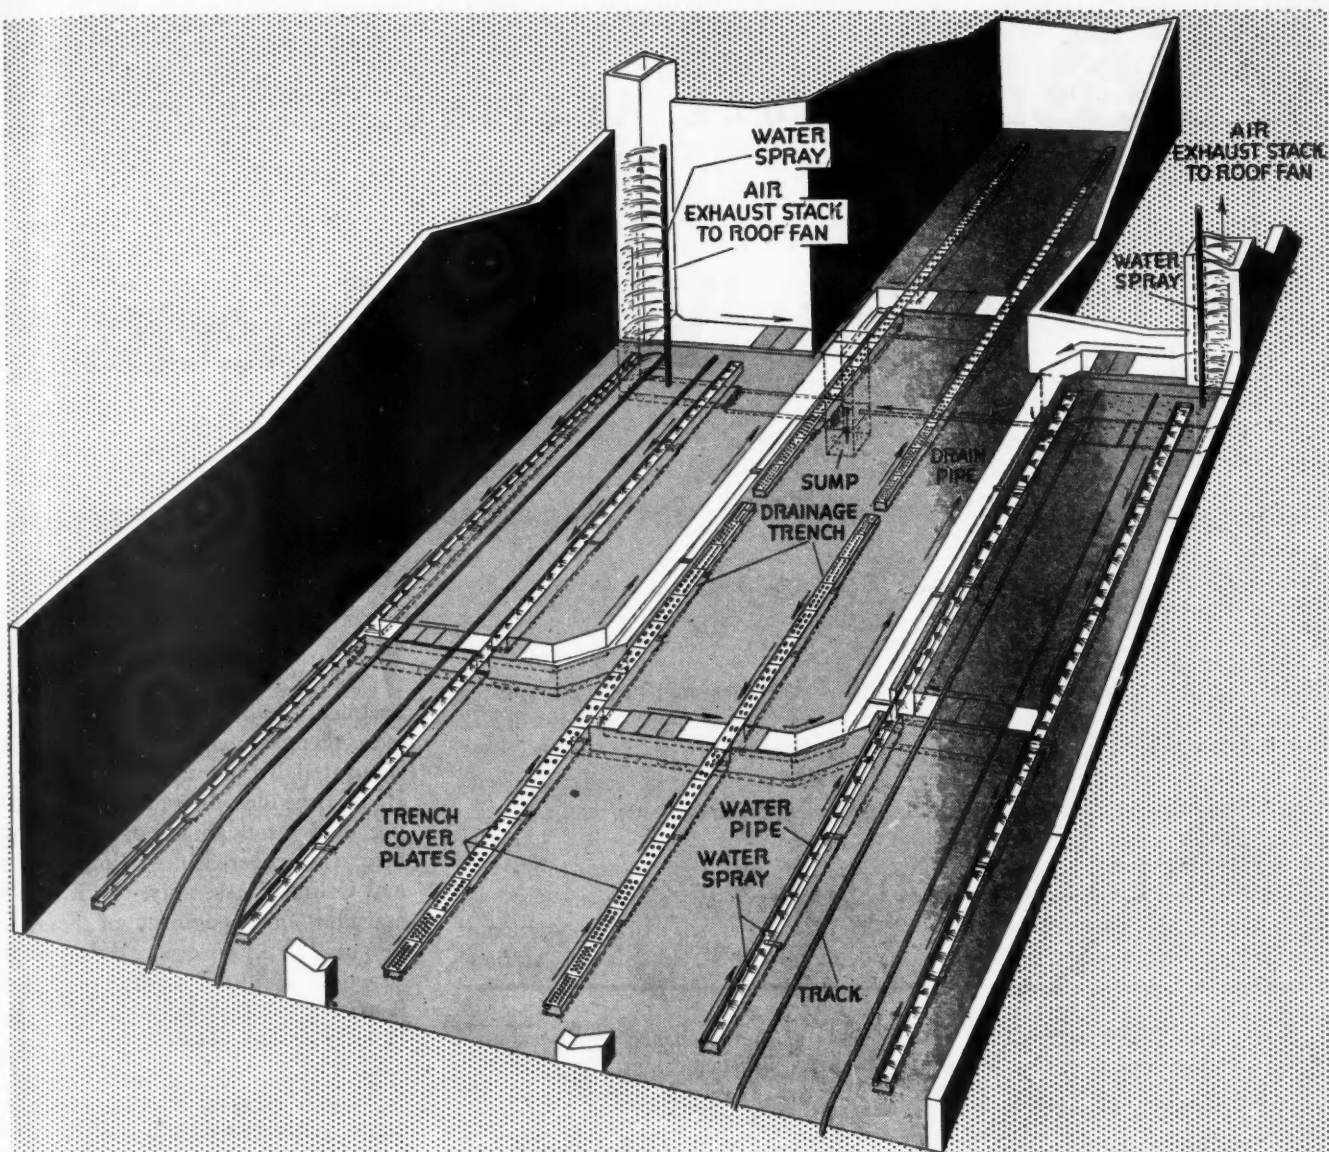 WATER
SPRAY
AIR
EXHAUST STACK
TO ROOF FAN
AIR
EXHAUST STACK
TO ROOF FAN
WATER
SPRAY
SUMP
DRAIN
PIPE
DRAINAGE
TRENCH
TRENCH
COVER
PLATES
WATER
PIPE
WATER
SPRAY
TRACK